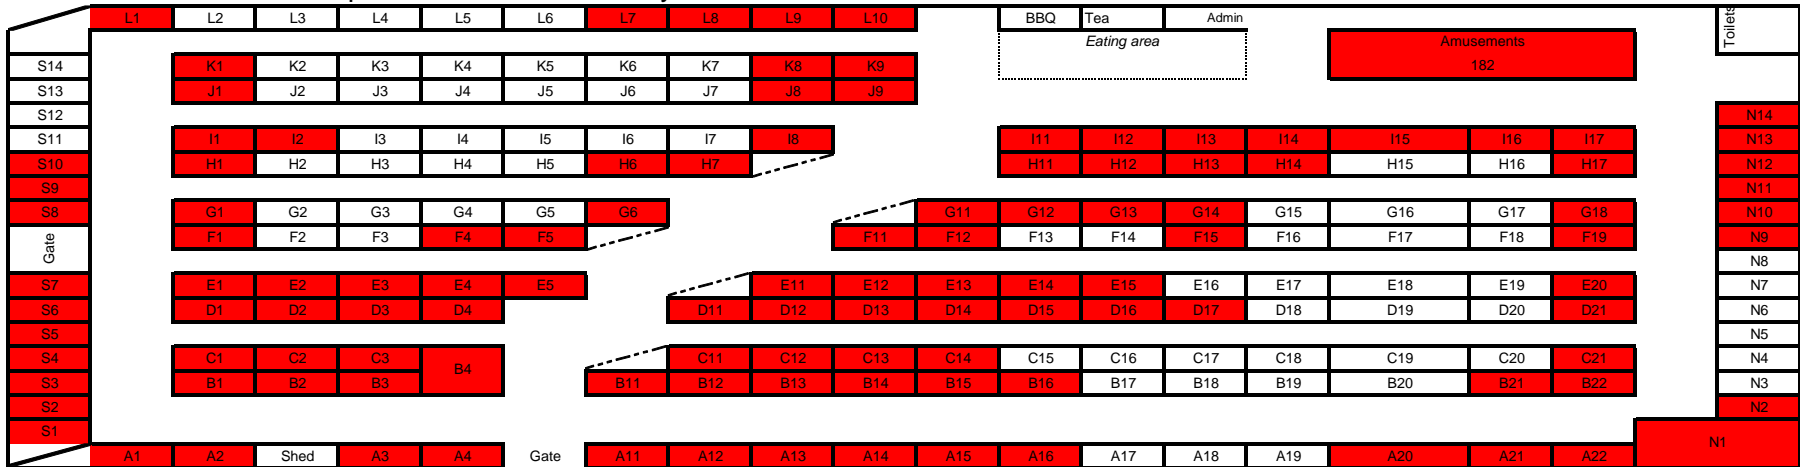 L1 L2 L3 L4 L5 L6 L7 L8 L9 L10 BBQ Tea Admin Toilets
Eating area Amusements
S14 K1 K2 K3 K4 K5 K6 K7 K8 K9 182
S13 J1 J2 J3 J4 J5 J6 J7 J8 J9
S12 N14
S11 I1 I2 I3 I4 I5 I6 I7 I8 I11 I12 I13 I14 I15 I16 I17 N13
S10 H1 H2 H3 H4 H5 H6 H7 H11 H12 H13 H14 H15 H16 H17 N12
S9 N11
S8 G1 G2 G3 G4 G5 G6 G11 G12 G13 G14 G15 G16 G17 G18 N10
Gate F1 F2 F3 F4 F5 F11 F12 F13 F14 F15 F16 F17 F18 F19 N9
N8
S7 E1 E2 E3 E4 E5 E11 E12 E13 E14 E15 E16 E17 E18 E19 E20 N7
S6 D1 D2 D3 D4 D11 D12 D13 D14 D15 D16 D17 D18 D19 D20 D21 N6
S5 N5
S4 C1 C2 C3 B4 C11 C12 C13 C14 C15 C16 C17 C18 C19 C20 C21 N4
S3 B1 B2 B3 B11 B12 B13 B14 B15 B16 B17 B18 B19 B20 B21 B22 N3
S2 N2
S1 N1
A1 A2 Shed A3 A4 Gate A11 A12 A13 A14 A15 A16 A17 A18 A19 A20 A21 A22